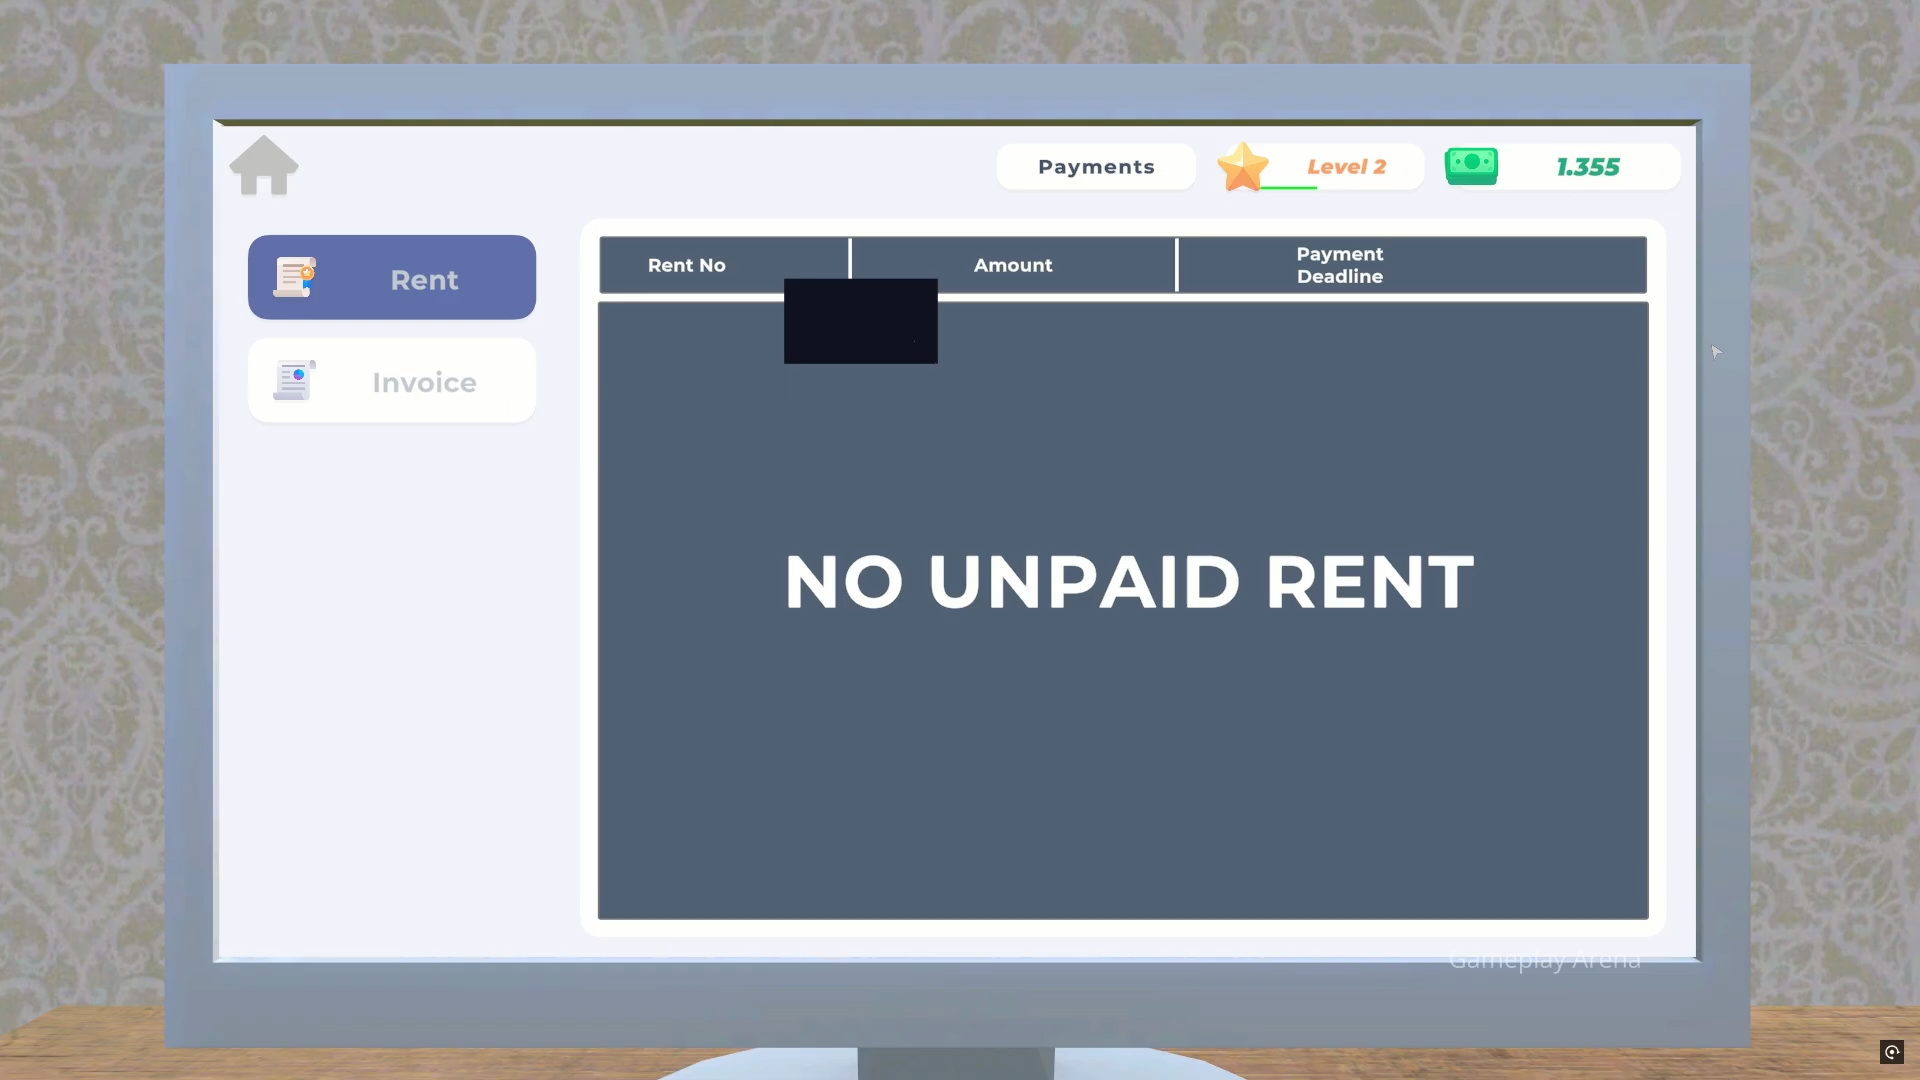 Payments
Level 2
1.355
Rent
Invoice
Rent No
Amount
Payment
Deadline
NO UNPAID RENT
Gameplay Arena